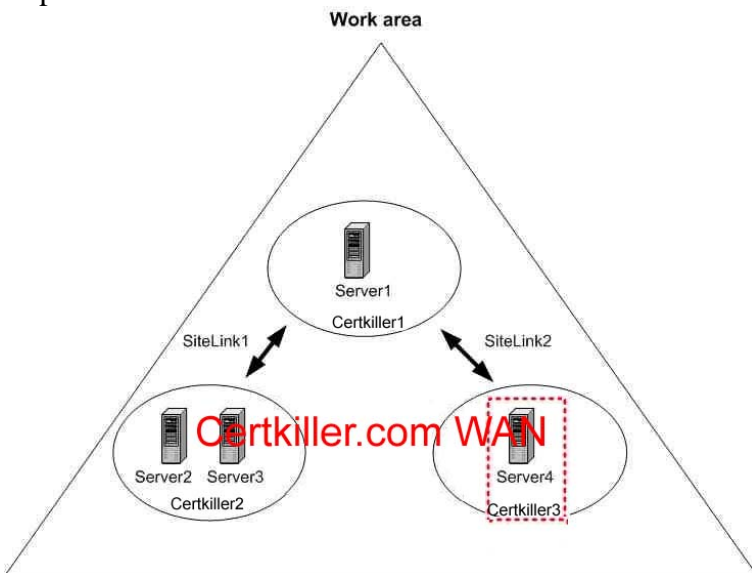 Work area
Server1
Certkiller1
SiteLink1
SiteLink2
Certkiller.com WAN
Server2
Server3
Server4
Certkiller2
Certkiller3